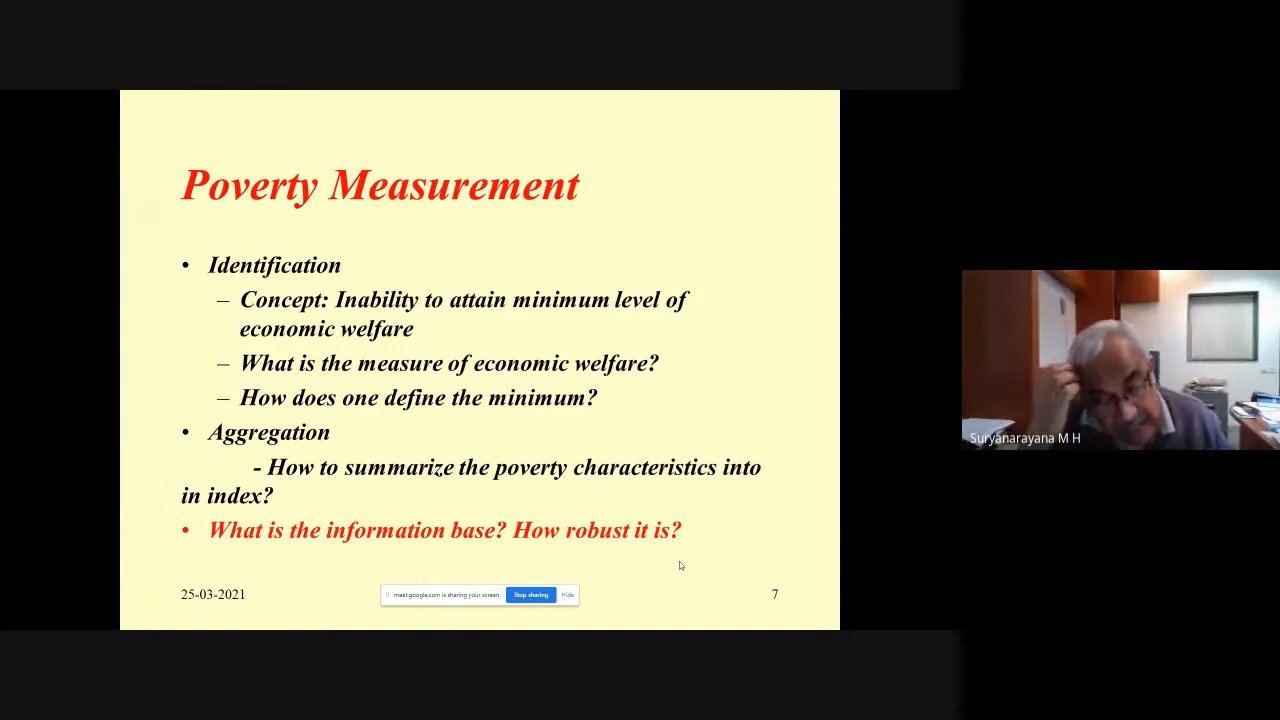 Poverty Measurement
• Identification
– Concept: Inability to attain minimum level of
economic welfare
– What is the measure of economic welfare?
– How does one define the minimum?
• Aggregation
- How to summarize the poverty characteristics into
in index?
• What is the information base? How robust it is?
25-03-2021
meet.google.com is sharing your screen.
Stop sharing
Hide
7
Suryanarayana M H